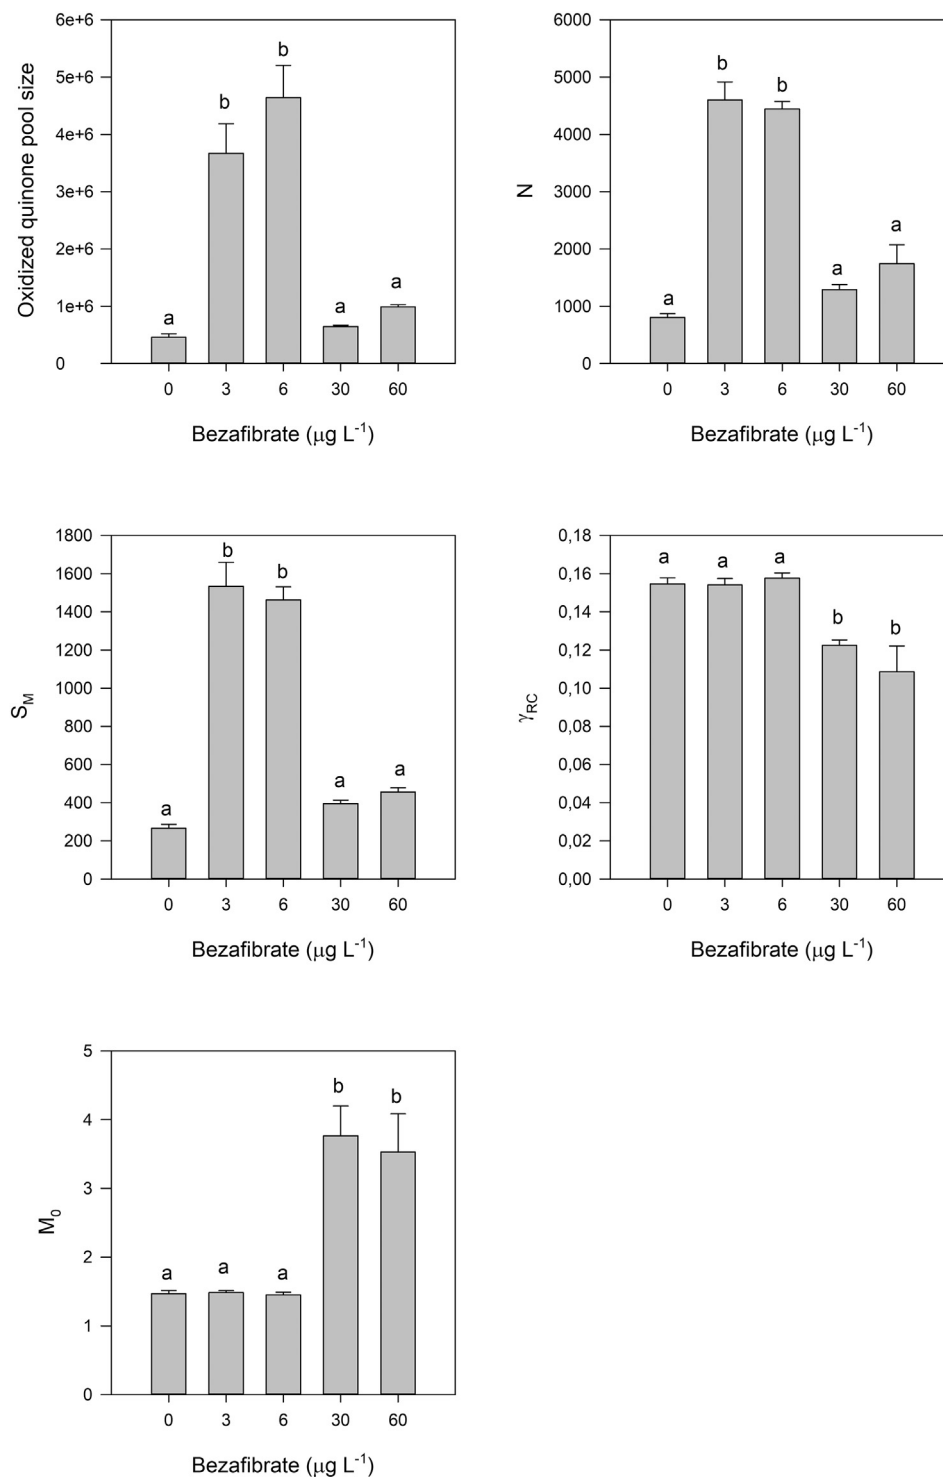 Oxidized quinone pool size
6e+6
5e+6
4e+6
3e+6
2e+6
1e+6
0
a
b
b
a
a
0 3 6 30 60
Bezafibrate (μg L⁻¹)
N
6000
5000
4000
3000
2000
1000
0
a
b
b
a
a
0 3 6 30 60
Bezafibrate (μg L⁻¹)
S_M
1800
1600
1400
1200
1000
800
600
400
200
0
a
b
b
a
a
0 3 6 30 60
Bezafibrate (μg L⁻¹)
γ_RC
0,18
0,16
0,14
0,12
0,10
0,08
0,06
0,04
0,02
0,00
a
a
a
b
b
0 3 6 30 60
Bezafibrate (μg L⁻¹)
M₀
5
4
3
2
1
0
a
a
a
b
b
0 3 6 30 60
Bezafibrate (μg L⁻¹)